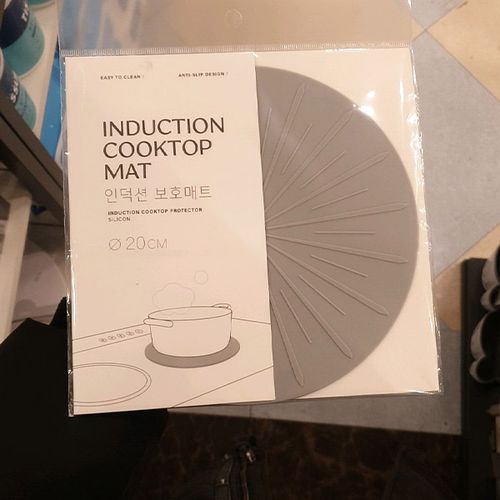 EASY TO CLEAN / ANTI-SLIP DESIGN /
INDUCTION
COOKTOP
MAT
인덕션 보호매트
INDUCTION COOKTOP PROTECTOR
SILICON
Ø 20CM